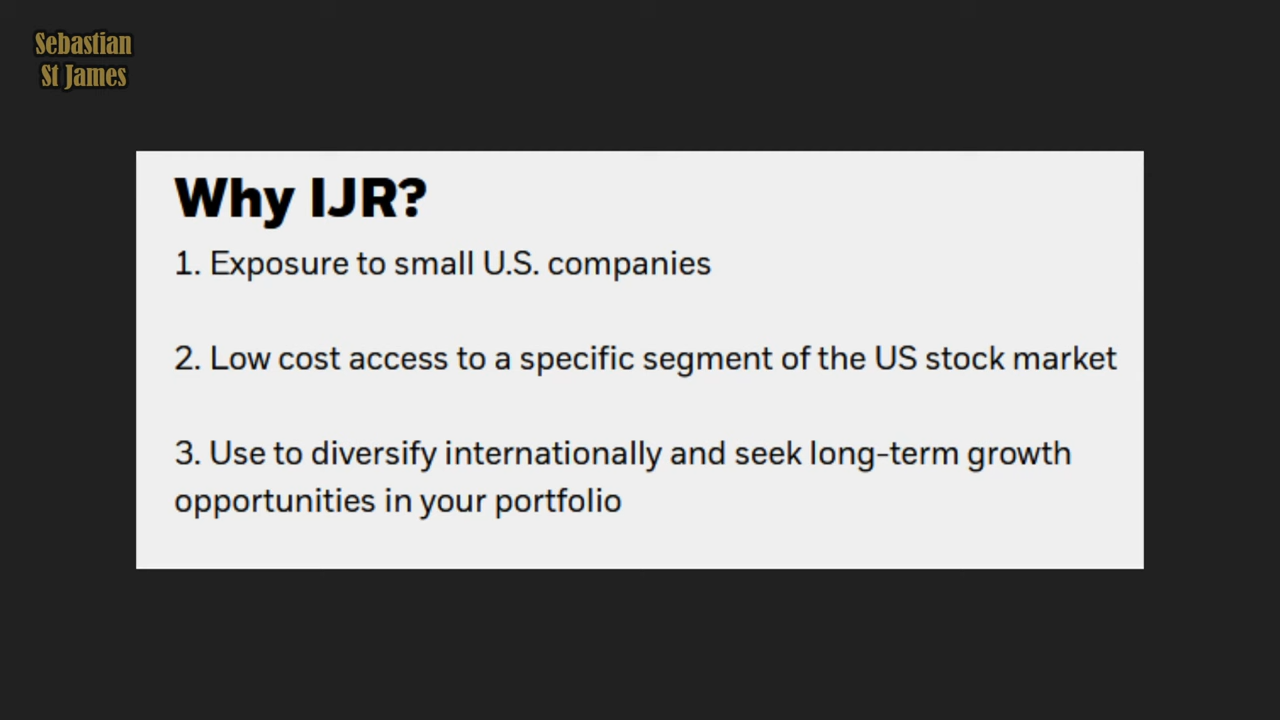 Sebastian
St James
Why IJR?
1. Exposure to small U.S. companies
2. Low cost access to a specific segment of the US stock market
3. Use to diversify internationally and seek long-term growth
opportunities in your portfolio